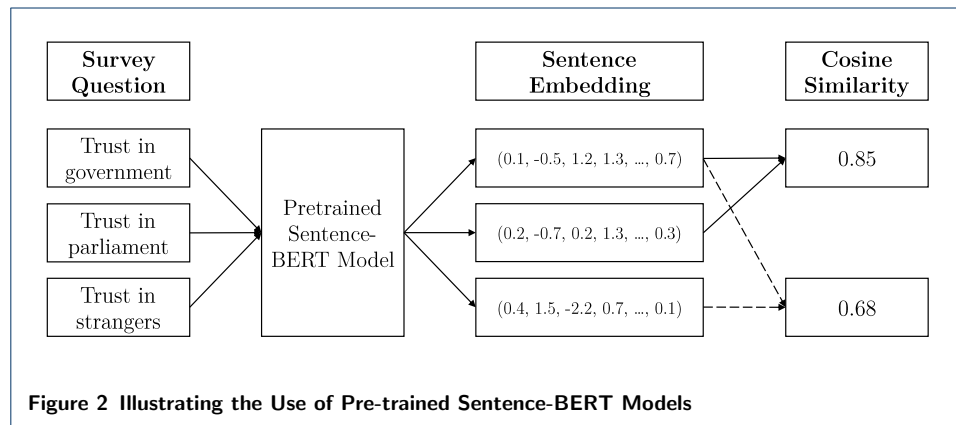 Survey
Question
Sentence
Embedding
Cosine
Similarity
Trust in
government
Trust in
parliament
Trust in
strangers
Pretrained
Sentence-
BERT Model
(0.1, -0.5, 1.2, 1.3, ..., 0.7)
(0.2, -0.7, 0.2, 1.3, ..., 0.3)
(0.4, 1.5, -2.2, 0.7, ..., 0.1)
0.85
0.68
Figure 2 Illustrating the Use of Pre-trained Sentence-BERT Models